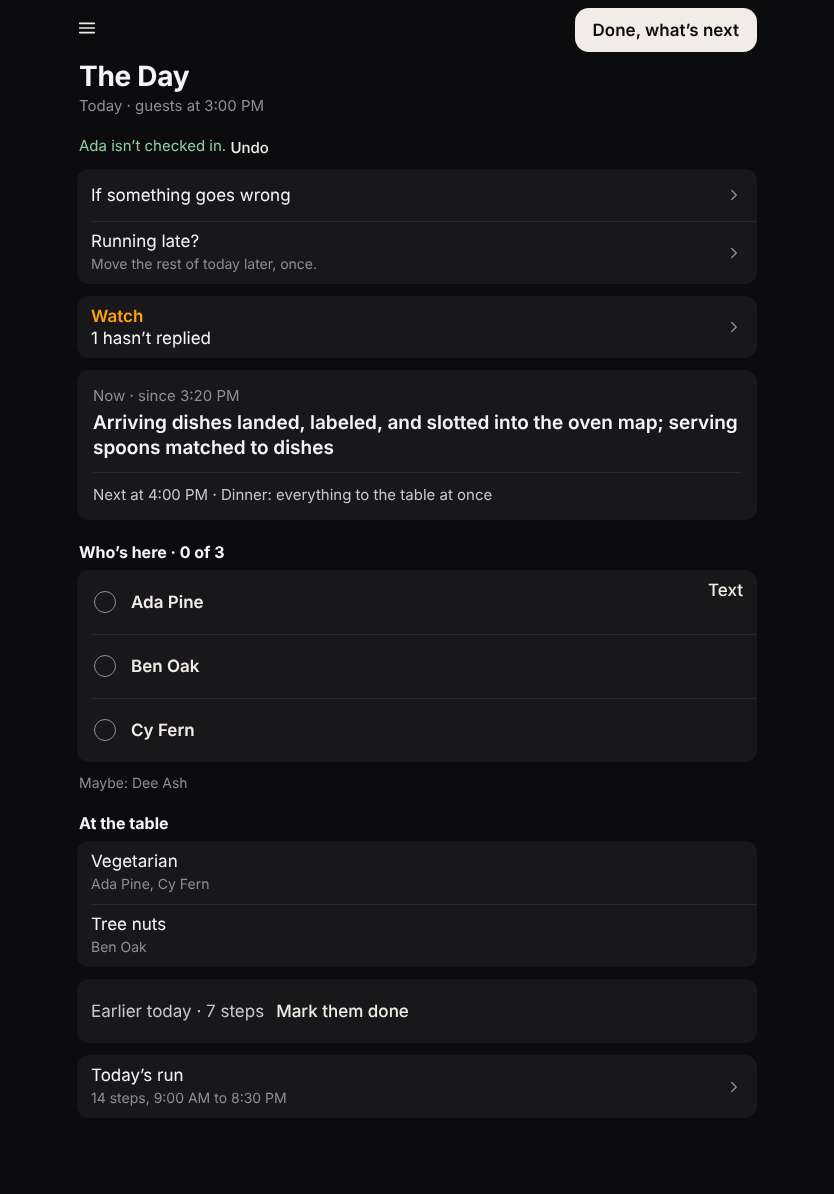 Done, what’s next
The Day
Today · guests at 3:00 PM
Ada isn’t checked in. Undo
If something goes wrong
Running late?
Move the rest of today later, once.
Watch
1 hasn’t replied
Now · since 3:20 PM
Arriving dishes landed, labeled, and slotted into the oven map; serving
spoons matched to dishes
Next at 4:00 PM · Dinner: everything to the table at once
Who’s here · 0 of 3
Ada Pine
Text
Ben Oak
Cy Fern
Maybe: Dee Ash
At the table
Vegetarian
Ada Pine, Cy Fern
Tree nuts
Ben Oak
Earlier today · 7 steps Mark them done
Today’s run
14 steps, 9:00 AM to 8:30 PM